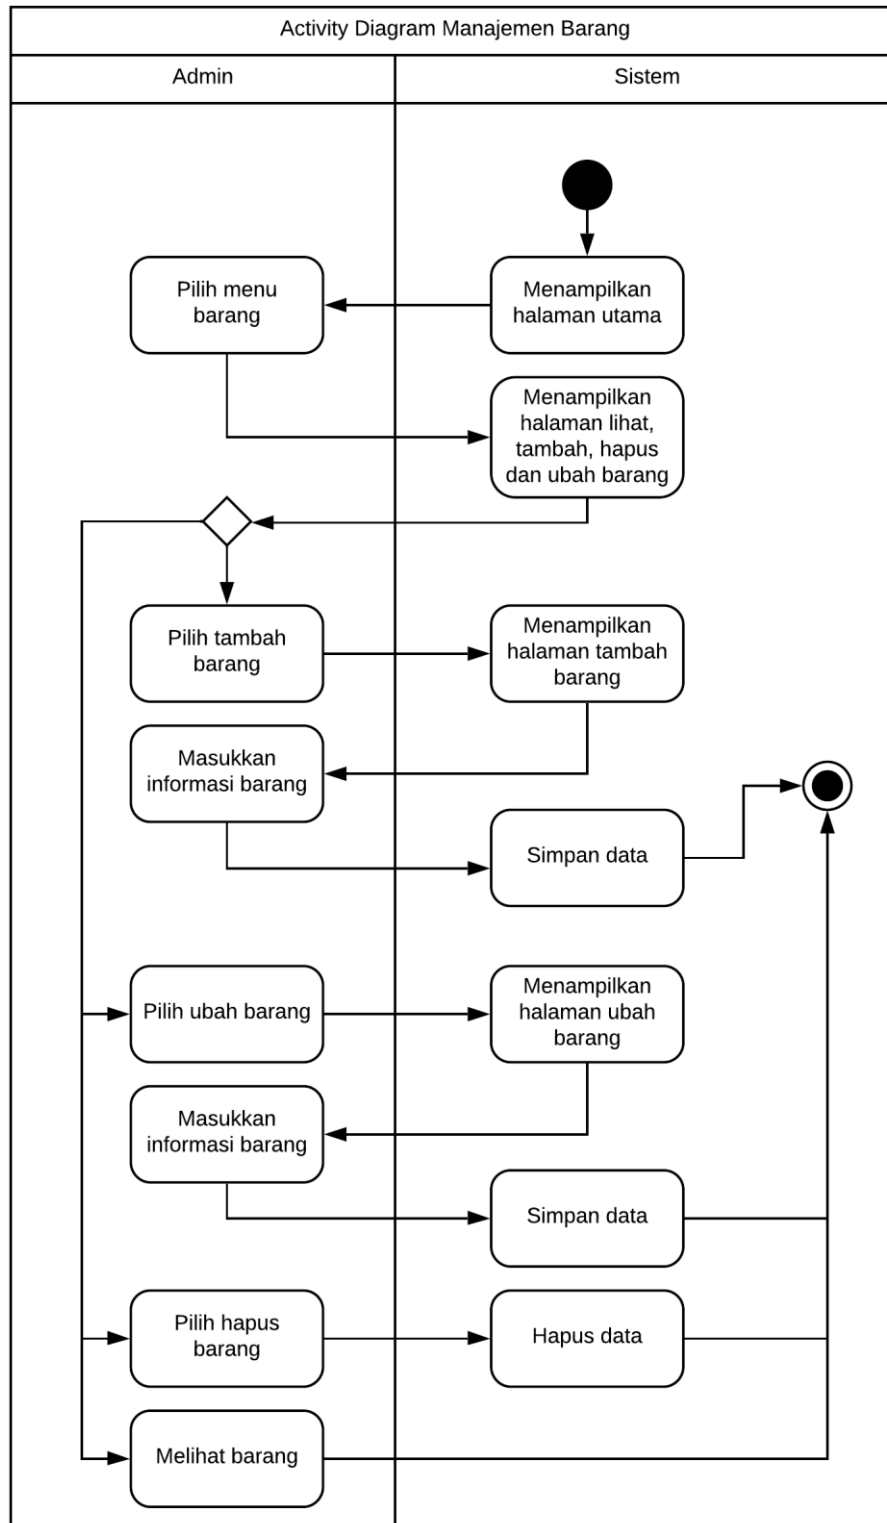 Activity Diagram Manajemen Barang
Admin
Sistem
Pilih menu
barang
Menampilkan
halaman utama
Menampilkan
halaman lihat,
tambah, hapus
dan ubah barang
Pilih tambah
barang
Menampilkan
halaman tambah
barang
Masukkan
informasi barang
Simpan data
Pilih ubah barang
Menampilkan
halaman ubah
barang
Masukkan
informasi barang
Simpan data
Pilih hapus
barang
Hapus data
Melihat barang